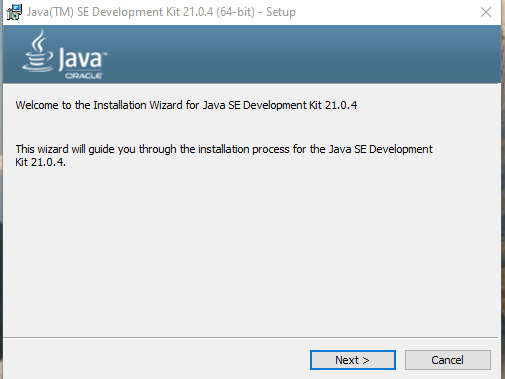 Java(TM) SE Development Kit 21.0.4 (64-bit) - Setup
Java™
ORACLE
Welcome to the Installation Wizard for Java SE Development Kit 21.0.4
This wizard will guide you through the installation process for the Java SE Development
Kit 21.0.4.
Next >
Cancel